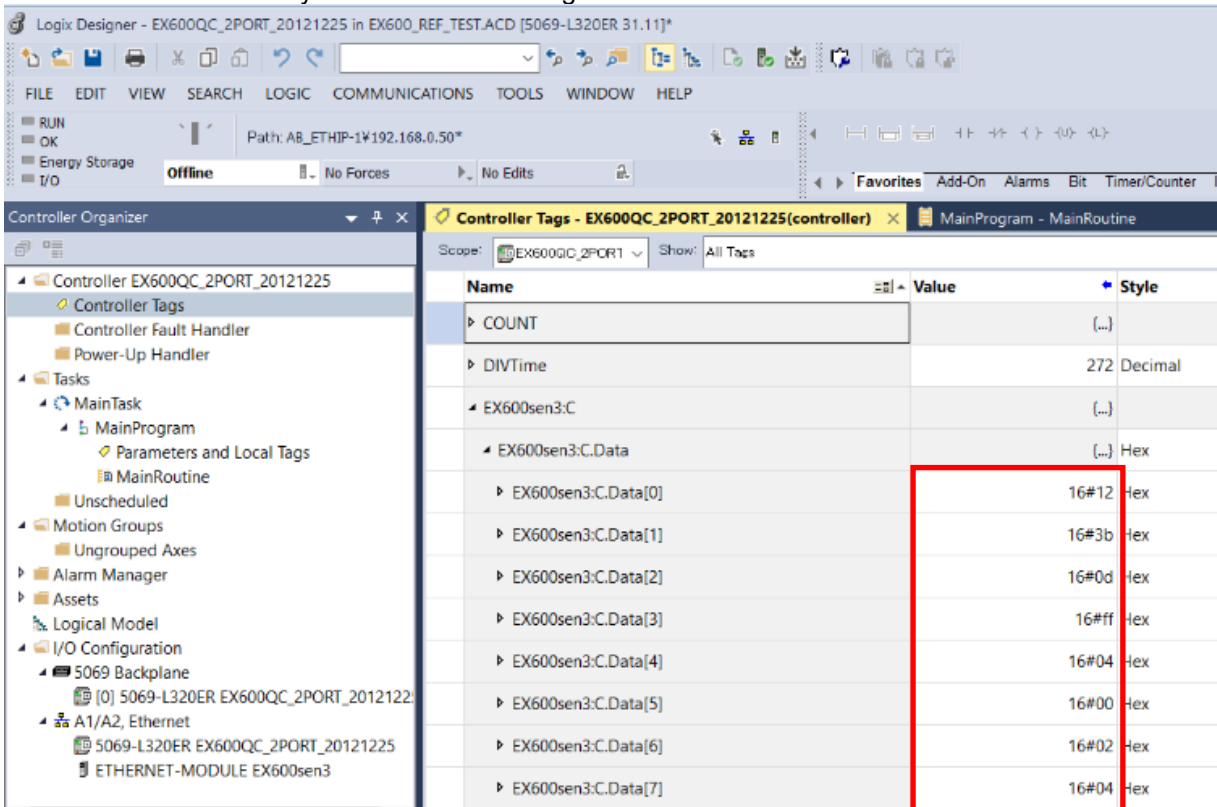 Logix Designer - EX600QC_2PORT_20121225 in EX600_REF_TEST.ACD [5069-L320ER 31.11]*
FILE EDIT VIEW SEARCH LOGIC COMMUNICATIONS TOOLS WINDOW HELP
RUN
OK
Energy Storage
I/O
Path: AB_ETHIP-1¥192.168.0.50*
Offline
No Forces
No Edits
Favorites Add-On Alarms Bit Timer/Counter
Controller Organizer
Controller Tags - EX600QC_2PORT_20121225(controller)
MainProgram - MainRoutine
Scope: EX600QC_2PORT Show: All Tags
Controller EX600QC_2PORT_20121225
Controller Tags
Controller Fault Handler
Power-Up Handler
Tasks
MainTask
MainProgram
Parameters and Local Tags
MainRoutine
Unscheduled
Motion Groups
Ungrouped Axes
Alarm Manager
Assets
Logical Model
I/O Configuration
5069 Backplane
[0] 5069-L320ER EX600QC_2PORT_2012122
A1/A2, Ethernet
5069-L320ER EX600QC_2PORT_20121225
ETHERNET-MODULE EX600sen3
Name Value Style
COUNT {...}
DIVTime 272 Decimal
EX600sen3:C {...}
EX600sen3:C.Data {...} Hex
EX600sen3:C.Data[0] 16#12 Hex
EX600sen3:C.Data[1] 16#3b Hex
EX600sen3:C.Data[2] 16#0d Hex
EX600sen3:C.Data[3] 16#ff Hex
EX600sen3:C.Data[4] 16#04 Hex
EX600sen3:C.Data[5] 16#00 Hex
EX600sen3:C.Data[6] 16#02 Hex
EX600sen3:C.Data[7] 16#04 Hex